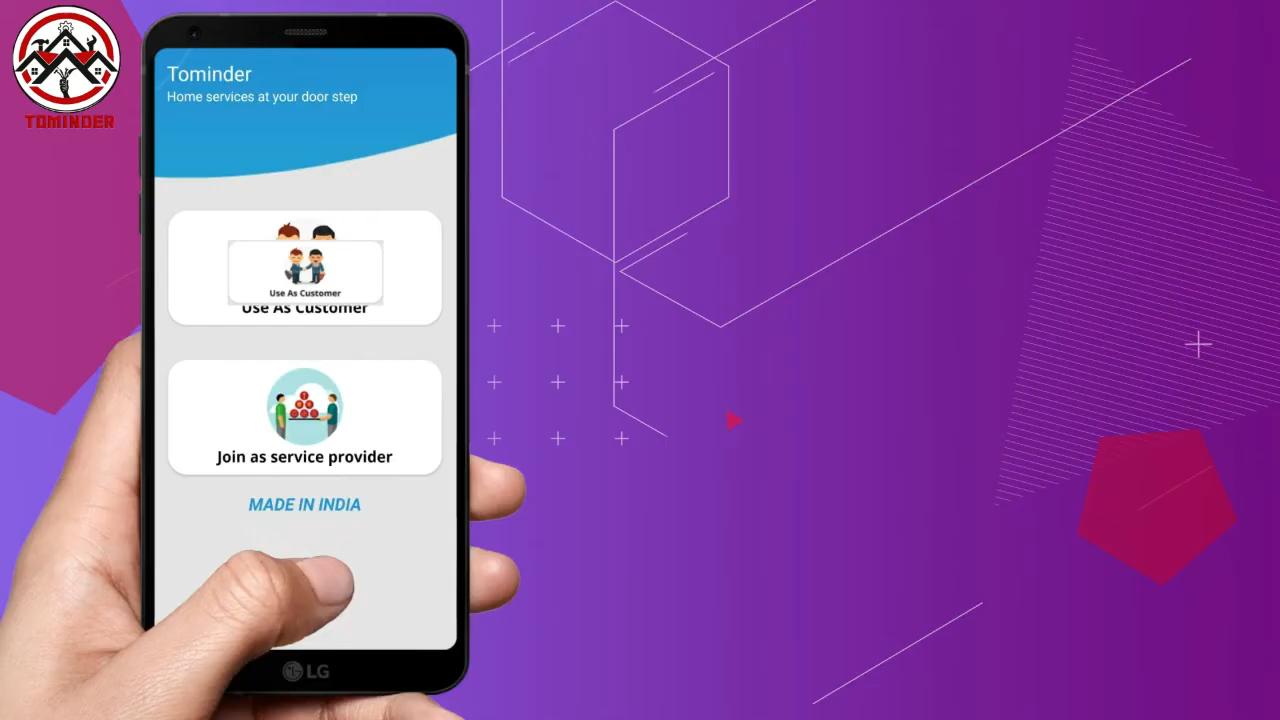 TOMINDER
Tominder
Home services at your door step
Use As Customer
Use As Customer
Join as service provider
MADE IN INDIA
LG